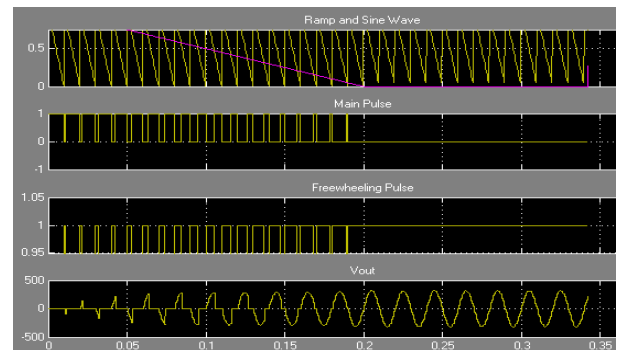 Ramp and Sine Wave
0.5
0
Main Pulse
1
0
-1
Freewheeling Pulse
1.05
1
0.95
Vout
500
0
-500
0 0.05 0.1 0.15 0.2 0.25 0.3 0.35